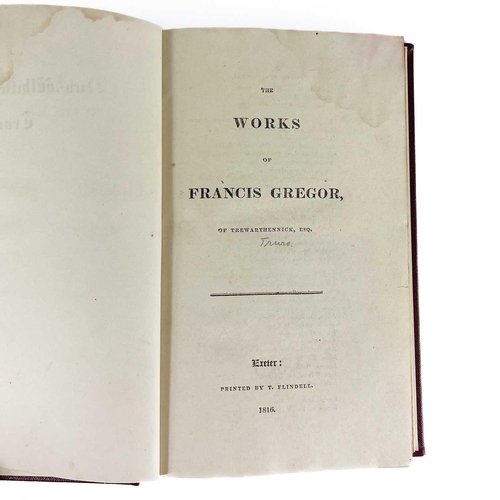 THE
WORKS
OF
FRANCIS GREGOR,
OF TREWARTHENNICK, ESQ.
Truro.
Exeter:
PRINTED BY T. FLINDELL.
1816.